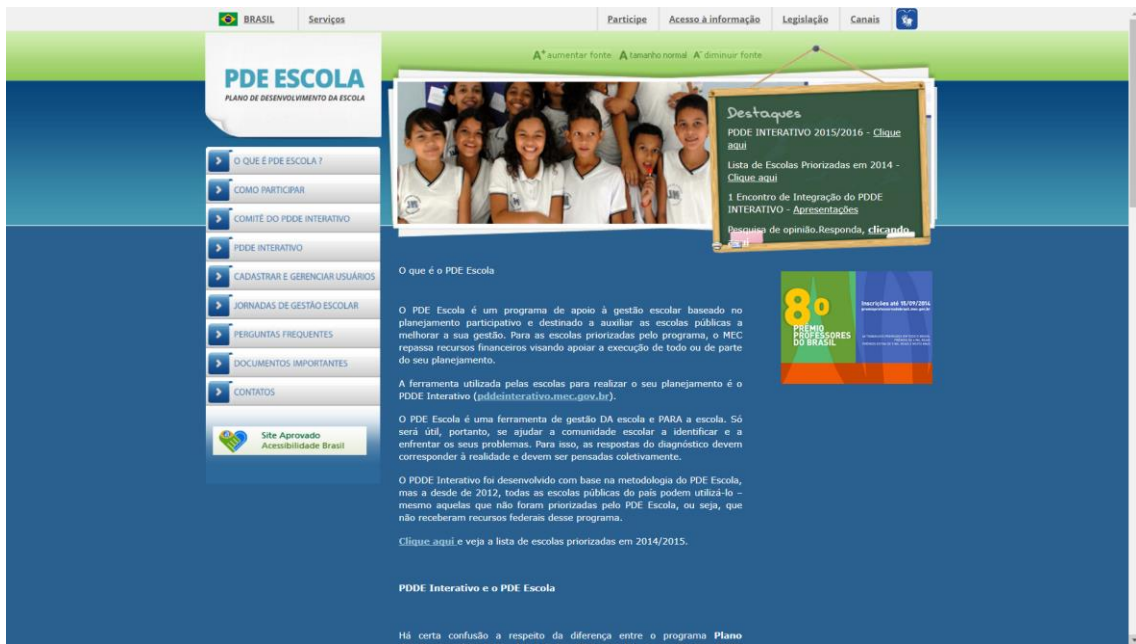 BRASIL Serviços Participe Acesso à informação Legislação Canais
A+ aumentar fonte A tamanho normal A- diminuir fonte
PDE ESCOLA
PLANO DE DESENVOLVIMENTO DA ESCOLA
O QUE É PDE ESCOLA ?
COMO PARTICIPAR
COMITÊ DO PDDE INTERATIVO
PDDE INTERATIVO
CADASTRAR E GERENCIAR USUÁRIOS
JORNADAS DE GESTÃO ESCOLAR
PERGUNTAS FREQUENTES
DOCUMENTOS IMPORTANTES
CONTATOS
Site Aprovado
Acessibilidade Brasil
Destaques
PDDE INTERATIVO 2015/2016 - Clique
aqui
Lista de Escolas Priorizadas em 2014 -
Clique aqui
1 Encontro de Integração do PDDE
INTERATIVO - Apresentações
Pesquisa de opinião.Responda, clicando
O que é o PDE Escola
O PDE Escola é um programa de apoio à gestão escolar baseado no
planejamento participativo e destinado a auxiliar as escolas públicas a
melhorar a sua gestão. Para as escolas priorizadas pelo programa, o MEC
repassa recursos financeiros visando apoiar a execução de todo ou de parte
do seu planejamento.
A ferramenta utilizada pelas escolas para realizar o seu planejamento é o
PDDE Interativo (pddeinterativo.mec.gov.br).
O PDE Escola é uma ferramenta de gestão DA escola e PARA a escola. Só
será útil, portanto, se ajudar a comunidade escolar a identificar e a
enfrentar os seus problemas. Para isso, as respostas do diagnóstico devem
corresponder à realidade e devem ser pensadas coletivamente.
O PDDE Interativo foi desenvolvido com base na metodologia do PDE Escola,
mas a desde de 2012, todas as escolas públicas do país podem utilizá-lo –
mesmo aquelas que não foram priorizadas pelo PDE Escola, ou seja, que
não receberam recursos federais desse programa.
Clique aqui e veja a lista de escolas priorizadas em 2014/2015.
PDDE Interativo e o PDE Escola
Há certa confusão a respeito da diferença entre o programa Plano
8º
PRÊMIO
PROFESSORES
DO BRASIL
Inscrições até 15/09/2014